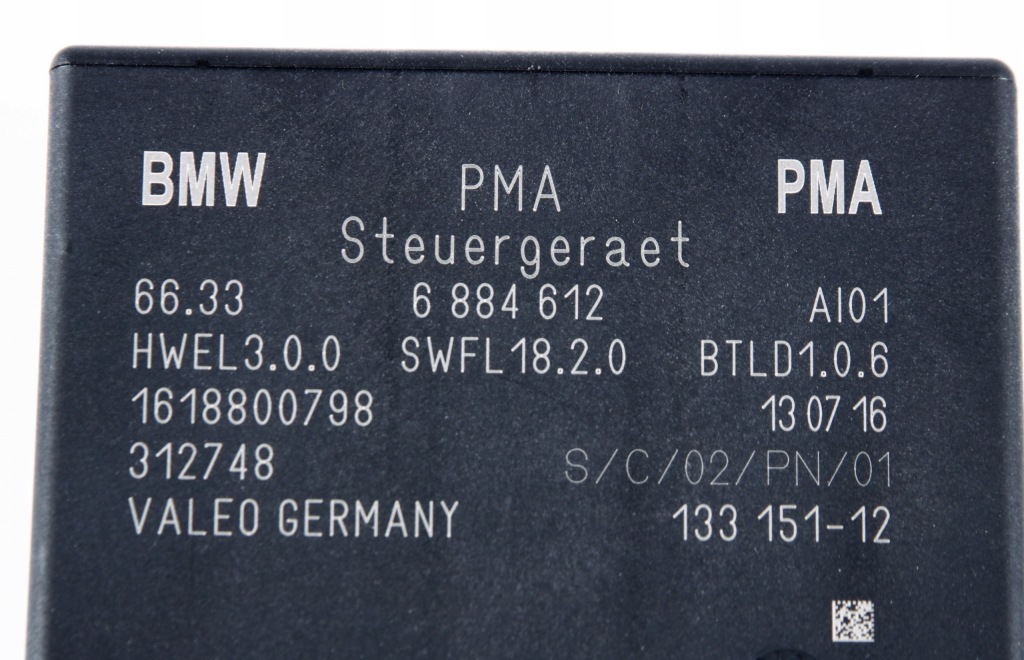 BMW PMA PMA
Steuergeraet
66.33 6 884 612 AI01
HWEL3.0.0 SWFL18.2.0 BTLD1.0.6
1618800798 13 07 16
312748 S/C/02/PN/01
VALEO GERMANY 133 151-12